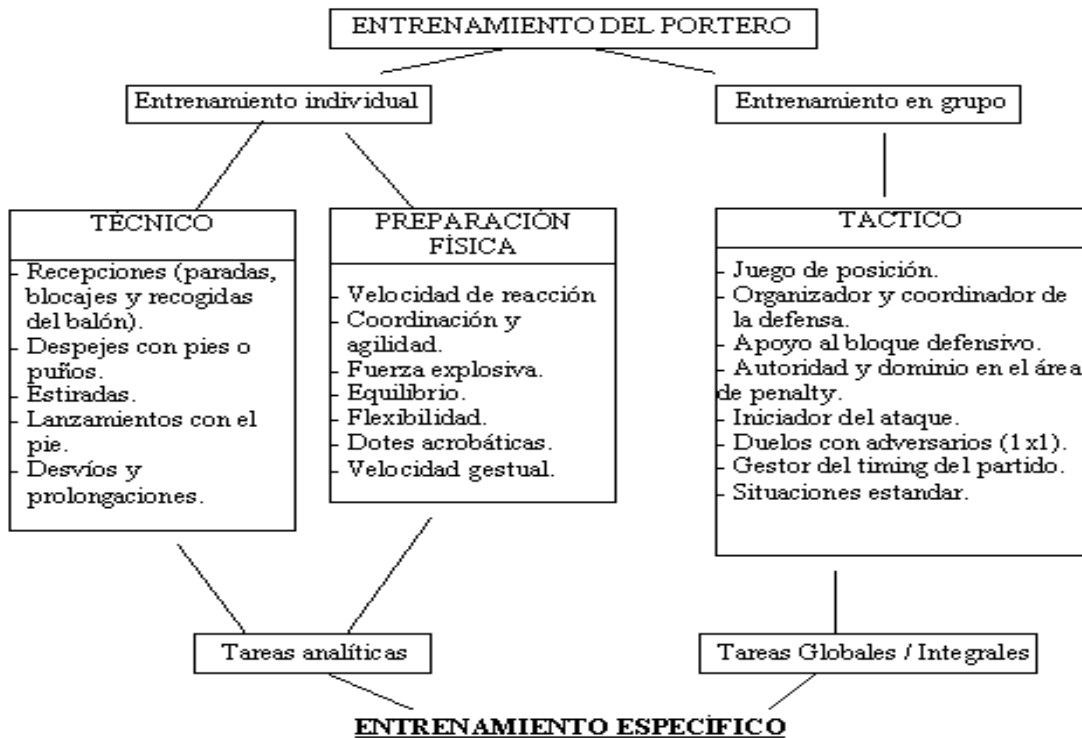 ENTRENAMIENTO DEL PORTERO
Entrenamiento individual
Entrenamiento en grupo
TÉCNICO
- Recepciones (paradas,
blocajes y recogidas
del balón).
- Despejes con pies o
puños.
- Estiradas.
- Lanzamientos con el
pie.
- Desvíos y
prolongaciones.
PREPARACIÓN
FÍSICA
- Velocidad de reacción
- Coordinación y
agilidad.
- Fuerza explosiva.
- Equilibrio.
- Flexibilidad.
- Dotes acrobáticas.
- Velocidad gestual.
TACTICO
- Juego de posición.
- Organizador y coordinador de
la defensa.
- Apoyo al bloque defensivo.
- Autoridad y dominio en el área
de penalty.
- Iniciador del ataque.
- Duelos con adversarios (1x1).
- Gestor del timing del partido.
- Situaciones estandar.
Tareas analíticas
Tareas Globales / Integrales
ENTRENAMIENTO ESPECÍFICO